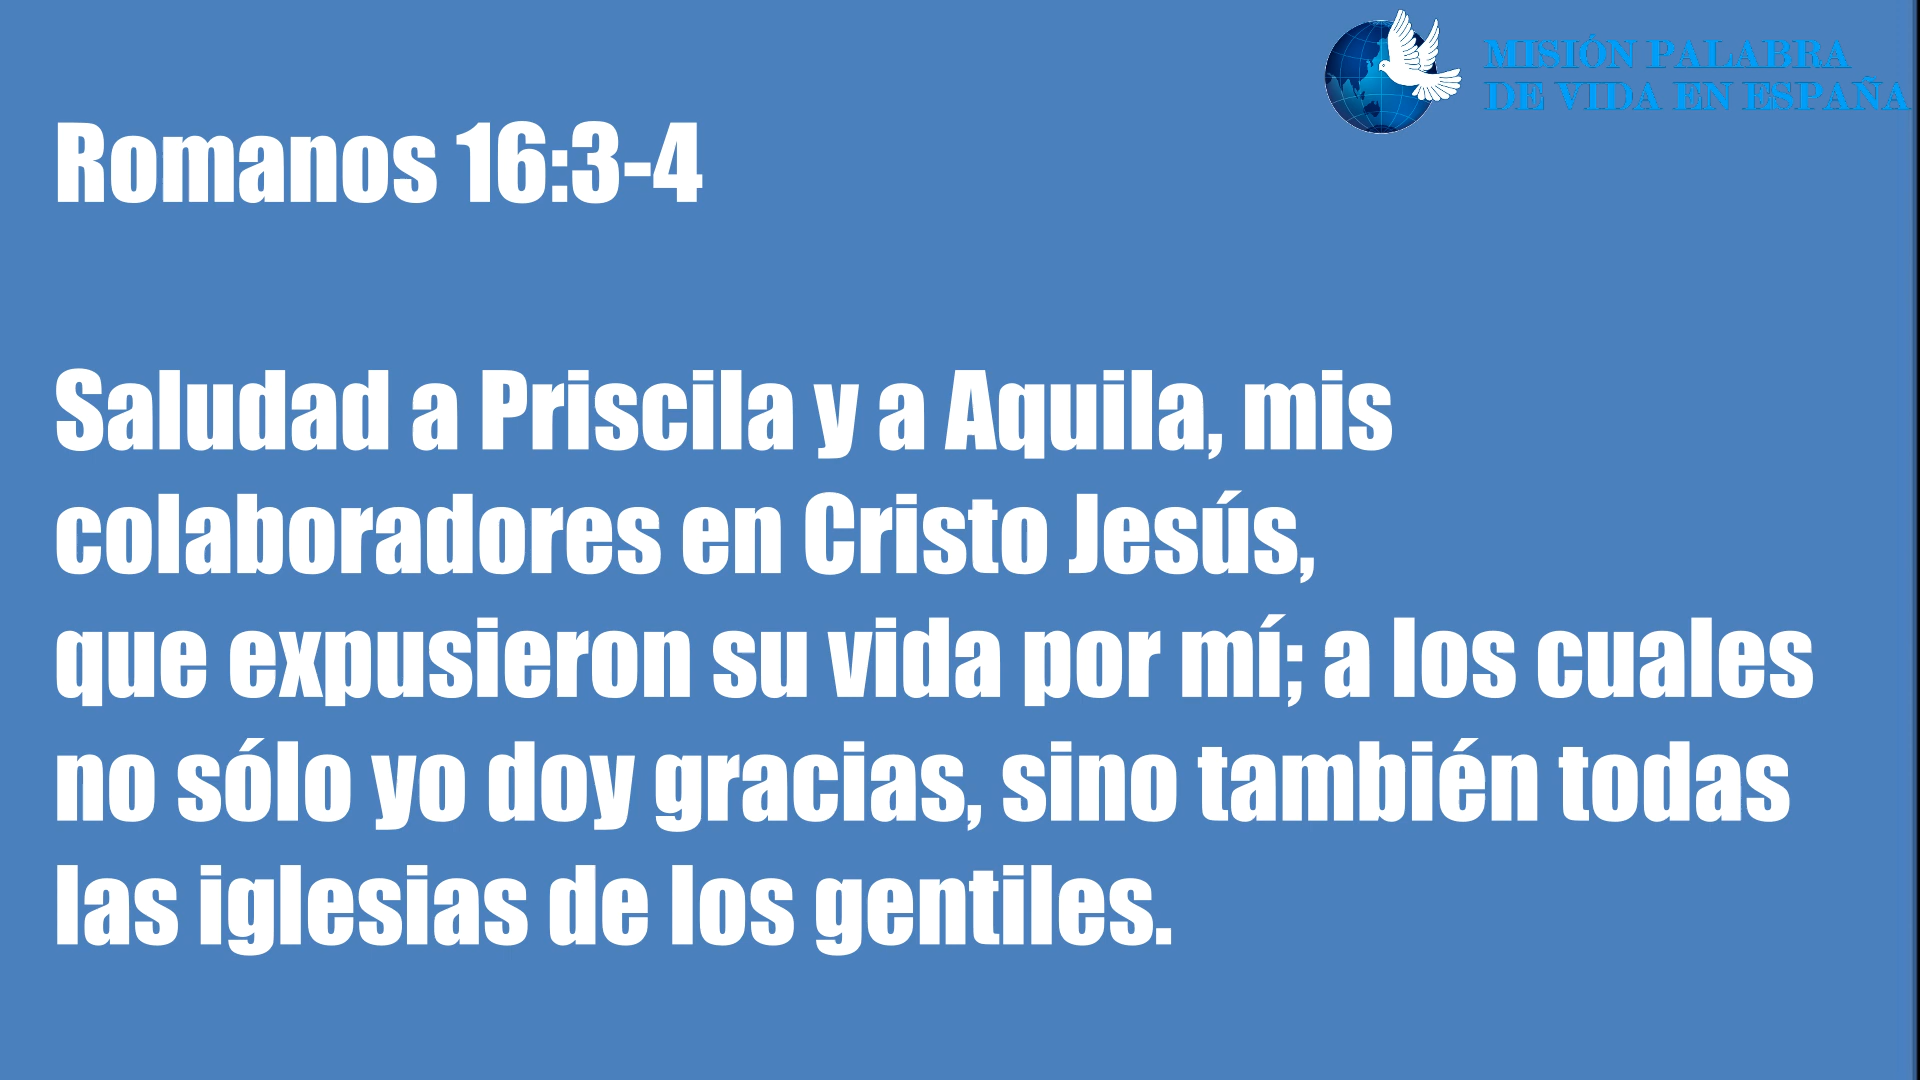 MISIÓN PALABRA
DE VIDA EN ESPAÑA
Romanos 16:3-4
Saludad a Priscila y a Aquila, mis
colaboradores en Cristo Jesús,
que expusieron su vida por mí; a los cuales
no sólo yo doy gracias, sino también todas
las iglesias de los gentiles.